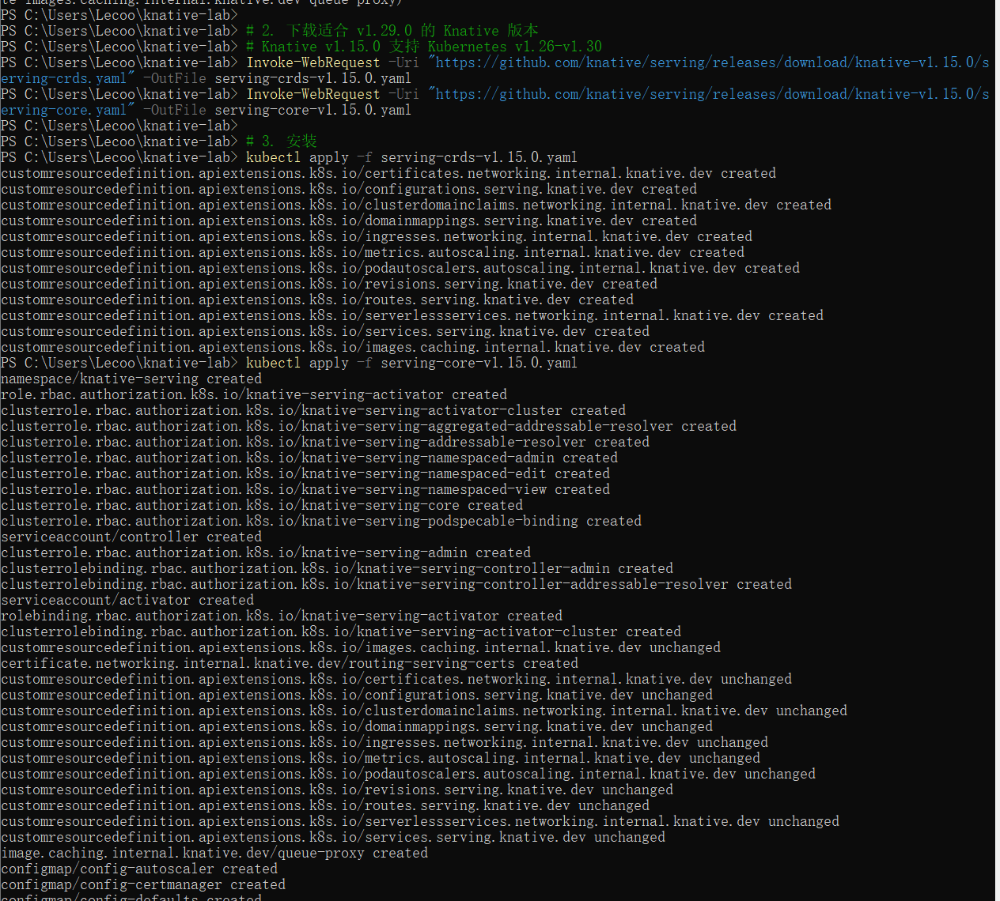 te images.caching.internal.knative.dev queue-proxy)
PS C:\Users\Lecoo\knative-lab>
PS C:\Users\Lecoo\knative-lab> # 2. 下载适合 v1.29.0 的 Knative 版本
PS C:\Users\Lecoo\knative-lab> # Knative v1.15.0 支持 Kubernetes v1.26-v1.30
PS C:\Users\Lecoo\knative-lab> Invoke-WebRequest -Uri "https://github.com/knative/serving/releases/download/knative-v1.15.0/s
erving-crds.yaml" -OutFile serving-crds-v1.15.0.yaml
PS C:\Users\Lecoo\knative-lab> Invoke-WebRequest -Uri "https://github.com/knative/serving/releases/download/knative-v1.15.0/s
erving-core.yaml" -OutFile serving-core-v1.15.0.yaml
PS C:\Users\Lecoo\knative-lab>
PS C:\Users\Lecoo\knative-lab> # 3. 安装
PS C:\Users\Lecoo\knative-lab> kubectl apply -f serving-crds-v1.15.0.yaml
customresourcedefinition.apiextensions.k8s.io/certificates.networking.internal.knative.dev created
customresourcedefinition.apiextensions.k8s.io/configurations.serving.knative.dev created
customresourcedefinition.apiextensions.k8s.io/clusterdomainclaims.networking.internal.knative.dev created
customresourcedefinition.apiextensions.k8s.io/domainmappings.serving.knative.dev created
customresourcedefinition.apiextensions.k8s.io/ingresses.networking.internal.knative.dev created
customresourcedefinition.apiextensions.k8s.io/metrics.autoscaling.internal.knative.dev created
customresourcedefinition.apiextensions.k8s.io/podautoscalers.autoscaling.internal.knative.dev created
customresourcedefinition.apiextensions.k8s.io/revisions.serving.knative.dev created
customresourcedefinition.apiextensions.k8s.io/routes.serving.knative.dev created
customresourcedefinition.apiextensions.k8s.io/serverlessservices.networking.internal.knative.dev created
customresourcedefinition.apiextensions.k8s.io/services.serving.knative.dev created
customresourcedefinition.apiextensions.k8s.io/images.caching.internal.knative.dev created
PS C:\Users\Lecoo\knative-lab> kubectl apply -f serving-core-v1.15.0.yaml
namespace/knative-serving created
role.rbac.authorization.k8s.io/knative-serving-activator created
clusterrole.rbac.authorization.k8s.io/knative-serving-activator-cluster created
clusterrole.rbac.authorization.k8s.io/knative-serving-aggregated-addressable-resolver created
clusterrole.rbac.authorization.k8s.io/knative-serving-addressable-resolver created
clusterrole.rbac.authorization.k8s.io/knative-serving-namespaced-admin created
clusterrole.rbac.authorization.k8s.io/knative-serving-namespaced-edit created
clusterrole.rbac.authorization.k8s.io/knative-serving-namespaced-view created
clusterrole.rbac.authorization.k8s.io/knative-serving-core created
clusterrole.rbac.authorization.k8s.io/knative-serving-podspecable-binding created
serviceaccount/controller created
clusterrole.rbac.authorization.k8s.io/knative-serving-admin created
clusterrolebinding.rbac.authorization.k8s.io/knative-serving-controller-admin created
clusterrolebinding.rbac.authorization.k8s.io/knative-serving-controller-addressable-resolver created
serviceaccount/activator created
rolebinding.rbac.authorization.k8s.io/knative-serving-activator created
clusterrolebinding.rbac.authorization.k8s.io/knative-serving-activator-cluster created
customresourcedefinition.apiextensions.k8s.io/images.caching.internal.knative.dev unchanged
certificate.networking.internal.knative.dev/routing-serving-certs created
customresourcedefinition.apiextensions.k8s.io/certificates.networking.internal.knative.dev unchanged
customresourcedefinition.apiextensions.k8s.io/configurations.serving.knative.dev unchanged
customresourcedefinition.apiextensions.k8s.io/clusterdomainclaims.networking.internal.knative.dev unchanged
customresourcedefinition.apiextensions.k8s.io/domainmappings.serving.knative.dev unchanged
customresourcedefinition.apiextensions.k8s.io/ingresses.networking.internal.knative.dev unchanged
customresourcedefinition.apiextensions.k8s.io/metrics.autoscaling.internal.knative.dev unchanged
customresourcedefinition.apiextensions.k8s.io/podautoscalers.autoscaling.internal.knative.dev unchanged
customresourcedefinition.apiextensions.k8s.io/revisions.serving.knative.dev unchanged
customresourcedefinition.apiextensions.k8s.io/routes.serving.knative.dev unchanged
customresourcedefinition.apiextensions.k8s.io/serverlessservices.networking.internal.knative.dev unchanged
customresourcedefinition.apiextensions.k8s.io/services.serving.knative.dev unchanged
image.caching.internal.knative.dev/queue-proxy created
configmap/config-autoscaler created
configmap/config-certmanager created
configmap/config-defaults created